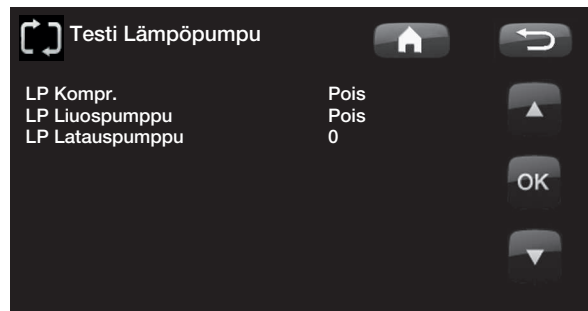 Testi Lämpöpumpu
LP Kompr. Pois
LP Liuospumppu Pois
LP Latauspumppu 0
OK